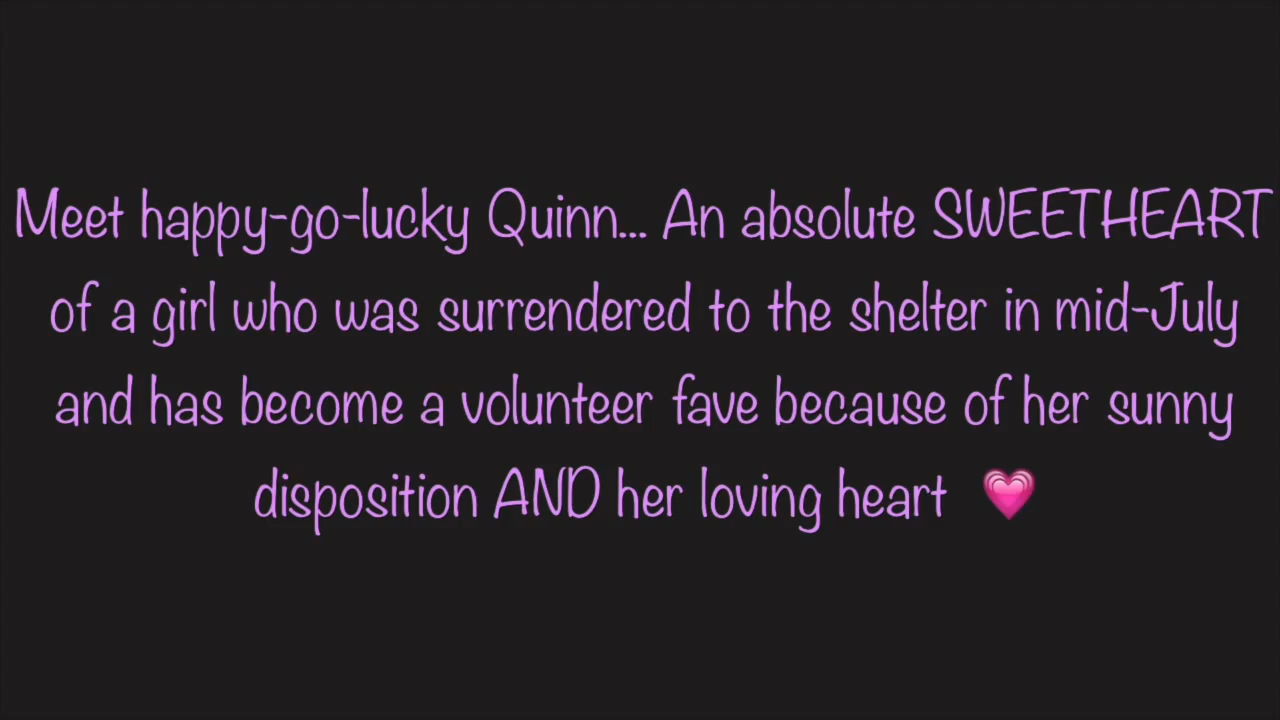 Meet happy-go-lucky Quinn... An absolute SWEETHEART
of a girl who was surrendered to the shelter in mid-July
and has become a volunteer fave because of her sunny
disposition AND her loving heart 💗